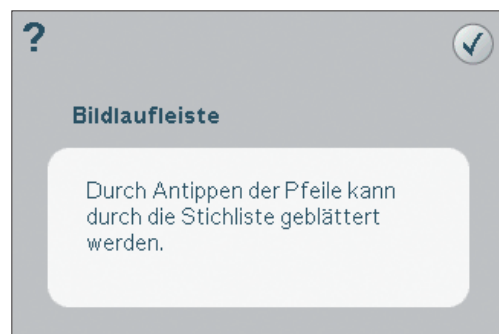 ?
Bildlaufleiste
Durch Antippen der Pfeile kann
durch die Stichliste geblättert
werden.